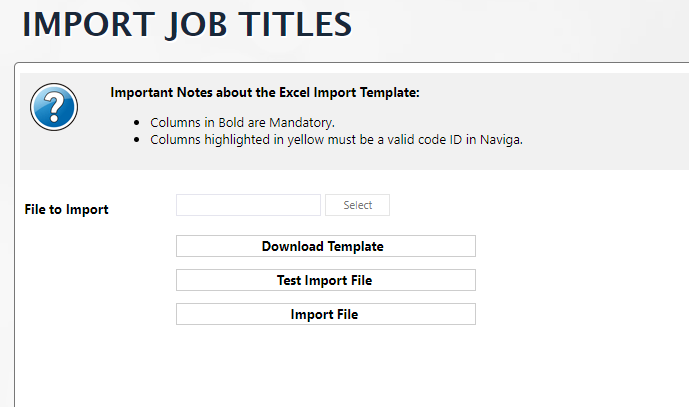 IMPORT JOB TITLES
Important Notes about the Excel Import Template:
• Columns in Bold are Mandatory.
• Columns highlighted in yellow must be a valid code ID in Naviga.
File to Import Select
Download Template
Test Import File
Import File